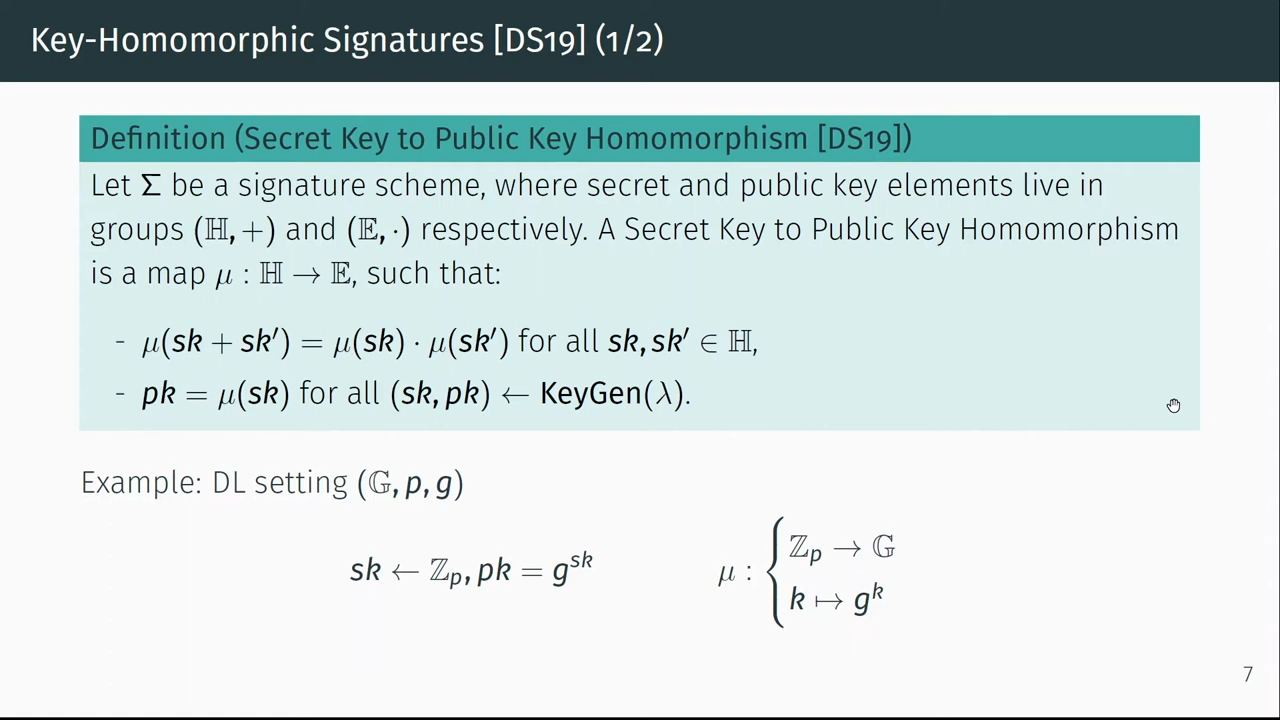 Key-Homomorphic Signatures [DS19] (1/2)
Definition (Secret Key to Public Key Homomorphism [DS19])
Let Σ be a signature scheme, where secret and public key elements live in
groups (ℍ, +) and (𝔼, ·) respectively. A Secret Key to Public Key Homomorphism
is a map μ : ℍ → 𝔼, such that:
- μ(sk + sk′) = μ(sk) · μ(sk′) for all sk, sk′ ∈ ℍ,
- pk = μ(sk) for all (sk, pk) ← KeyGen(λ).
Example: DL setting (𝔾, p, g)
sk ← ℤₚ, pk = g^{sk}
μ : { ℤₚ → 𝔾
k ↦ g^k
7